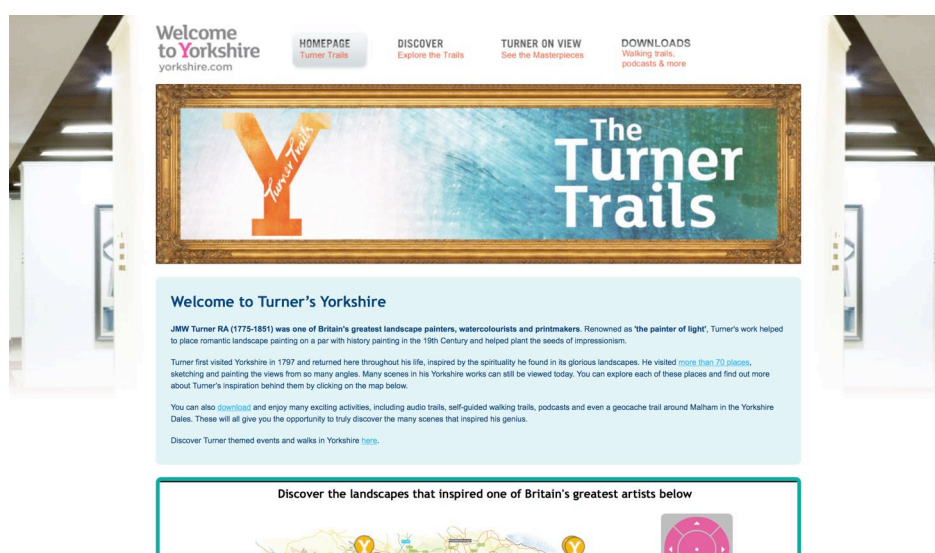 Welcome
to Yorkshire
yorkshire.com
HOMEPAGE
Turner Trails
DISCOVER
Explore the Trails
TURNER ON VIEW
See the Masterpieces
DOWNLOADS
Walking trails,
podcasts & more
Y
Turner Trails
The
Turner
Trails
Welcome to Turner's Yorkshire
JMW Turner RA (1775-1851) was one of Britain's greatest landscape painters, watercolourists and printmakers. Renowned as 'the painter of light', Turner's work helped
to place romantic landscape painting on a par with history painting in the 19th Century and helped plant the seeds of impressionism.
Turner first visited Yorkshire in 1797 and returned here throughout his life, inspired by the spirituality he found in its glorious landscapes. He visited more than 70 places,
sketching and painting the views from so many angles. Many scenes in his Yorkshire works can still be viewed today. You can explore each of these places and find out more
about Turner's inspiration behind them by clicking on the map below.
You can also download and enjoy many exciting activities, including audio trails, self-guided walking trails, podcasts and even a geocache trail around Malham in the Yorkshire
Dales. These will all give you the opportunity to truly discover the many scenes that inspired his genius.
Discover Turner themed events and walks in Yorkshire here.
Discover the landscapes that inspired one of Britain's greatest artists below
Y
Y